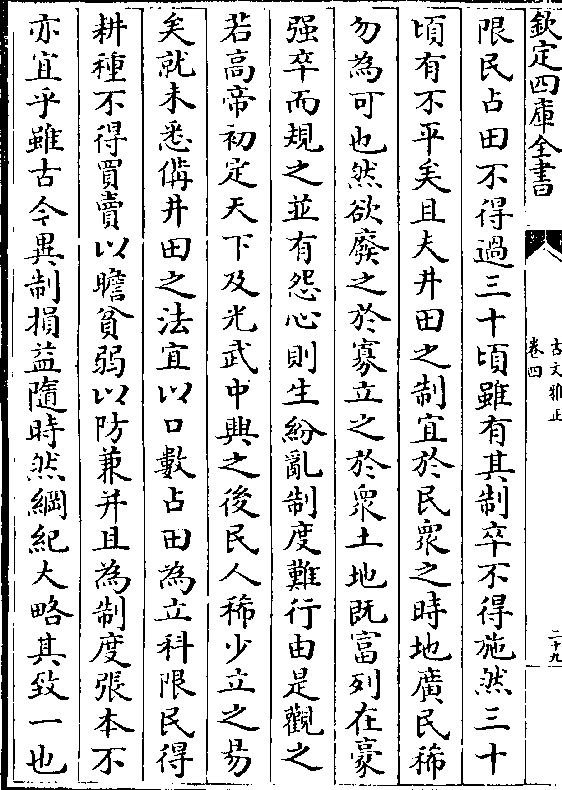 欽定四庫全書
古文雅正
卷四
二十九
限民占田不得過三十頃雖有其制卒不得施然三十
頃有不平矣且夫井田之制宜於民衆之時地廣民稀
勿為可也然欲廢之於寡立之於衆土地既富列在豪
强卒而規之並有怨心則生紛亂制度難行由是觀之
若高帝初定天下及光武中興之後民人稀少立之易
矣就未悉備井田之法宜以口數占田為立科限民得
耕種不得買賣以贍貧弱以防兼并且為制度張本不
亦宜乎雖古今異制損益隨時然綱紀大略其致一也